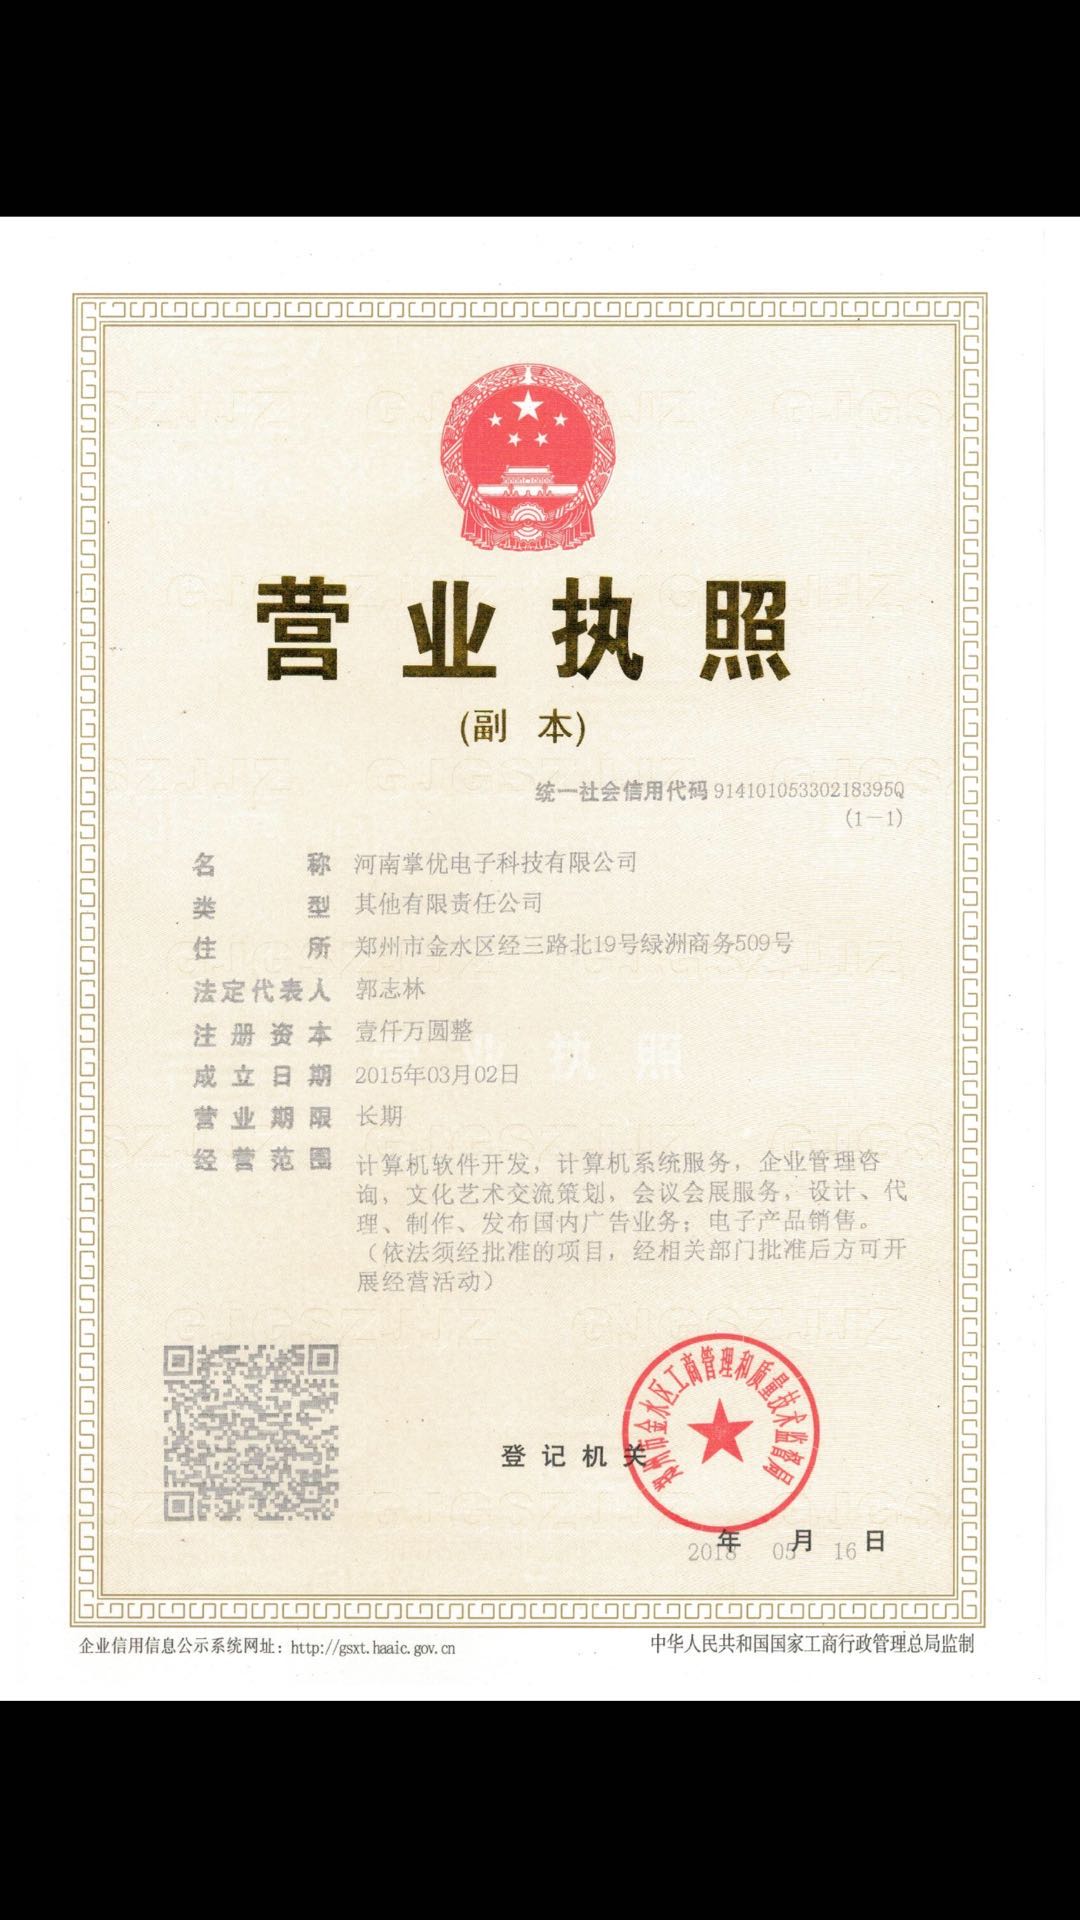 营业执照
(副 本)
统一社会信用代码 91410105330218395Q
(1-1)
名称 河南掌优电子科技有限公司
类型 其他有限责任公司
住所 郑州市金水区经三路北19号绿洲商务509号
法定代表人 郭志林
注册资本 壹仟万圆整
成立日期 2015年03月02日
营业期限 长期
经营范围 计算机软件开发，计算机系统服务，企业管理咨
询，文化艺术交流策划，会议会展服务，设计、代
理、制作、发布国内广告业务；电子产品销售。
（依法须经批准的项目，经相关部门批准后方可开
展经营活动）
郑州市金水区工商管理和质量技术监督局
登记机关
2018年05月16日
企业信用信息公示系统网址：http://gsxt.haaic.gov.cn
中华人民共和国国家工商行政管理总局监制